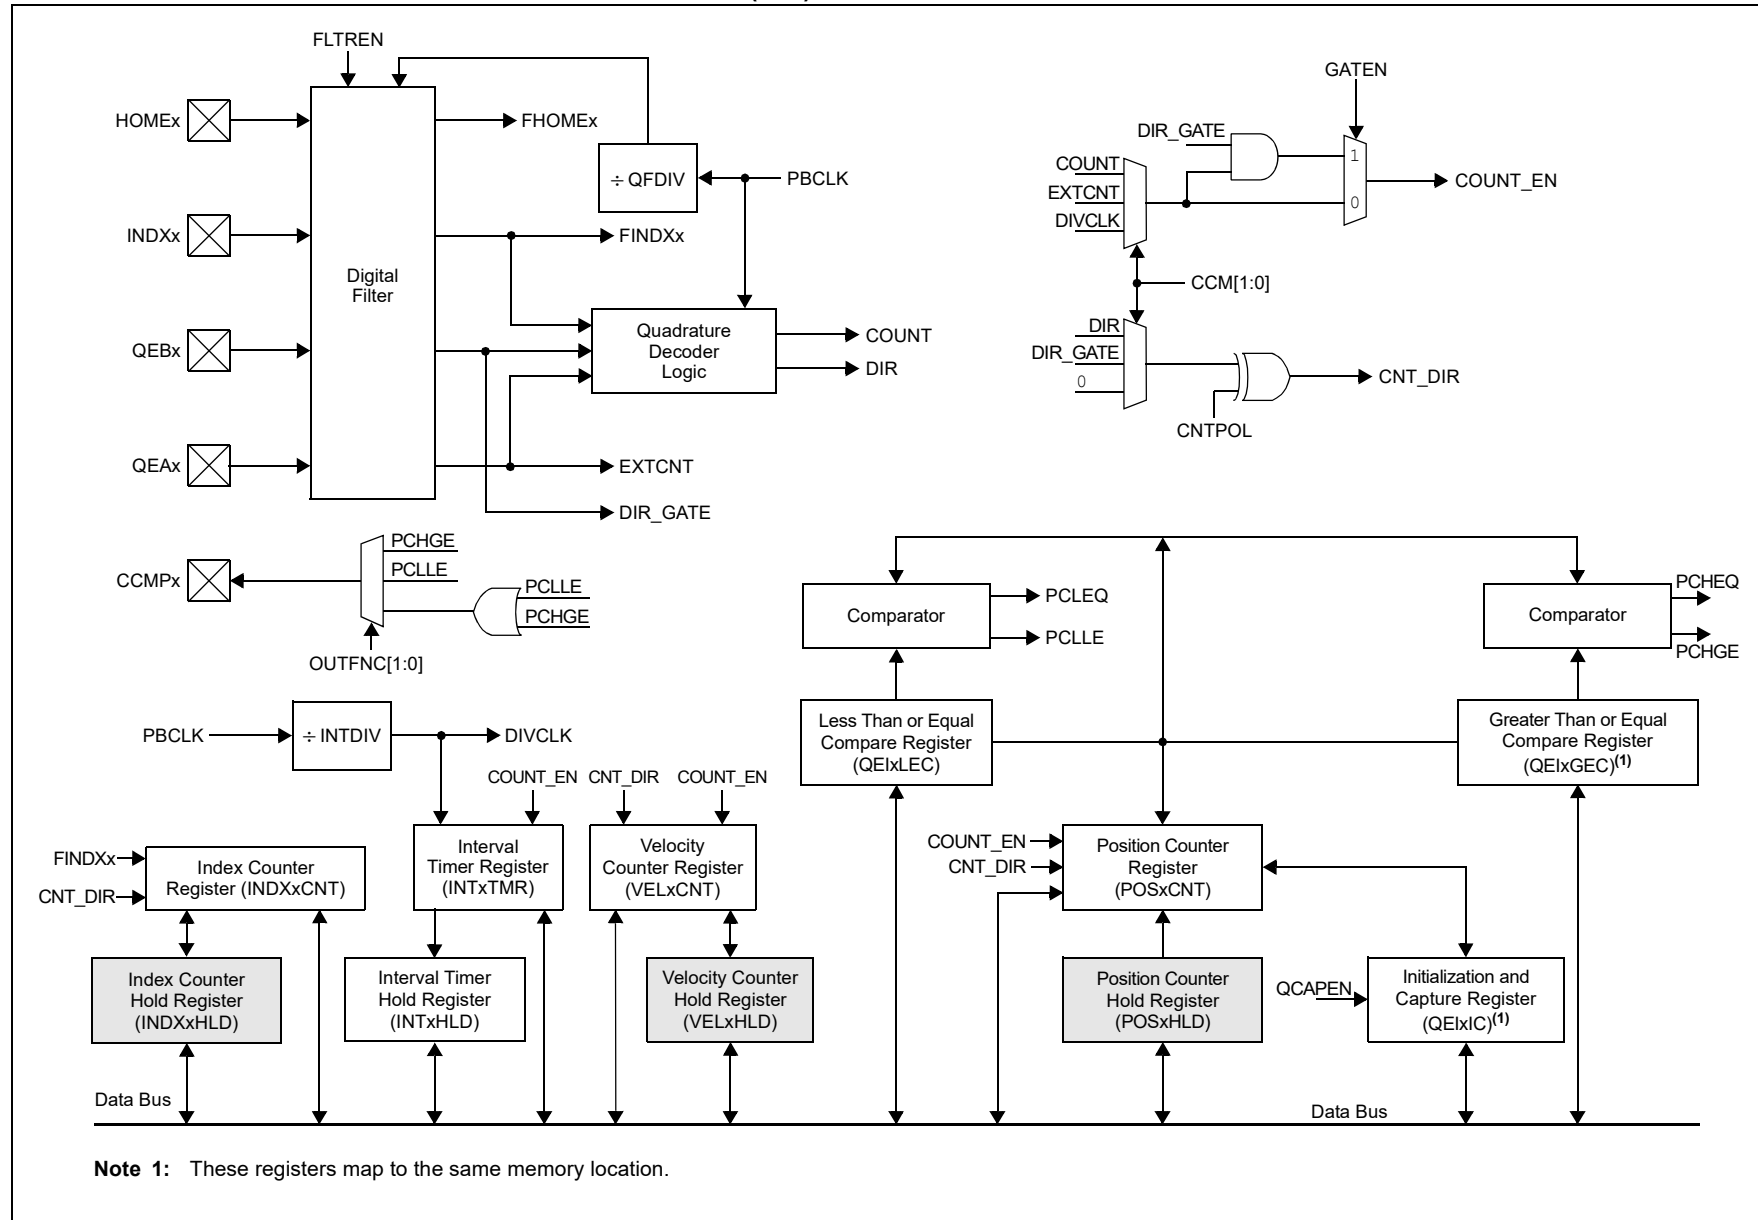 FLTREN
HOMEx
FHOMEx
÷ QFDIV
PBCLK
INDXx
FINDXx
Digital
Filter
QEBx
Quadrature
Decoder
Logic
COUNT
DIR
QEAx
EXTCNT
DIR_GATE
GATEN
DIR_GATE
COUNT
EXTCNT
DIVCLK
1
0
COUNT_EN
CCM[1:0]
DIR
DIR_GATE
0
CNT_DIR
CNTPOL
CCMPx
PCHGE
PCLLE
PCLLE
PCHGE
OUTFNC[1:0]
Comparator
PCLEQ
PCLLE
Comparator
PCHEQ
PCHGE
PBCLK
÷ INTDIV
DIVCLK
Less Than or Equal
Compare Register
(QEIxLEC)
Greater Than or Equal
Compare Register
(QEIxGEC)(1)
COUNT_EN
CNT_DIR
COUNT_EN
FINDXx
CNT_DIR
Index Counter
Register (INDXxCNT)
Interval
Timer Register
(INTxTMR)
Velocity
Counter Register
(VELxCNT)
COUNT_EN
CNT_DIR
Position Counter
Register
(POSxCNT)
Index Counter
Hold Register
(INDXxHLD)
Interval Timer
Hold Register
(INTxHLD)
Velocity Counter
Hold Register
(VELxHLD)
Position Counter
Hold Register
(POSxHLD)
QCAPEN
Initialization and
Capture Register
(QEIxIC)(1)
Data Bus
Data Bus
Note 1: These registers map to the same memory location.